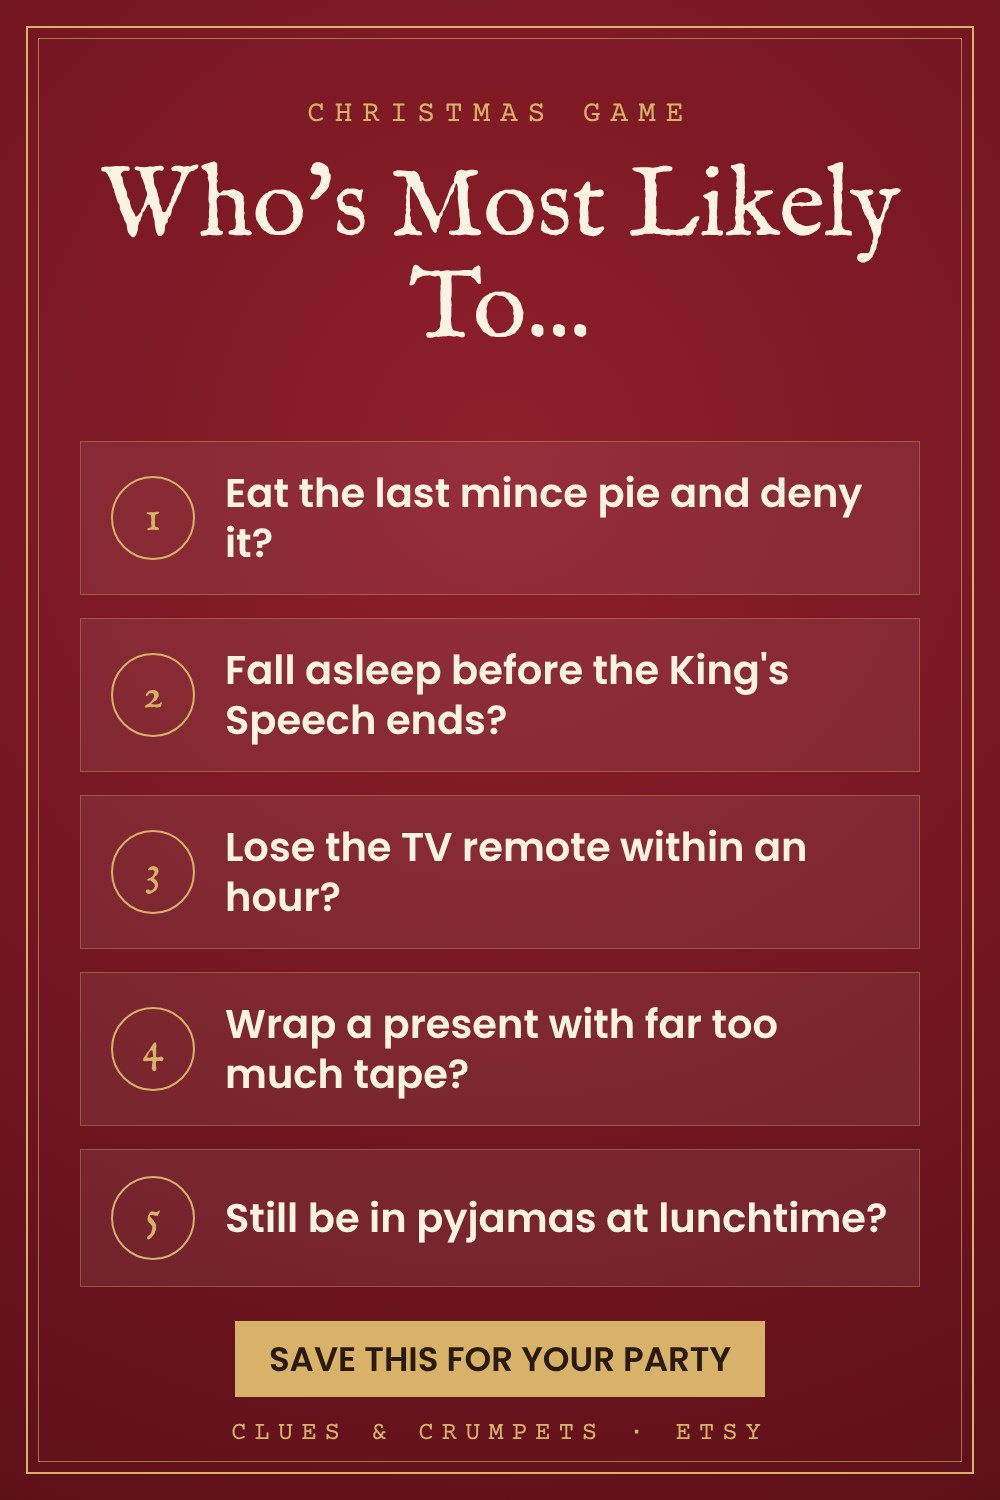 CHRISTMAS GAME
Who’s Most Likely
To...
1
Eat the last mince pie and deny
it?
2
Fall asleep before the King's
Speech ends?
3
Lose the TV remote within an
hour?
4
Wrap a present with far too
much tape?
5
Still be in pyjamas at lunchtime?
SAVE THIS FOR YOUR PARTY
CLUES & CRUMPETS · ETSY